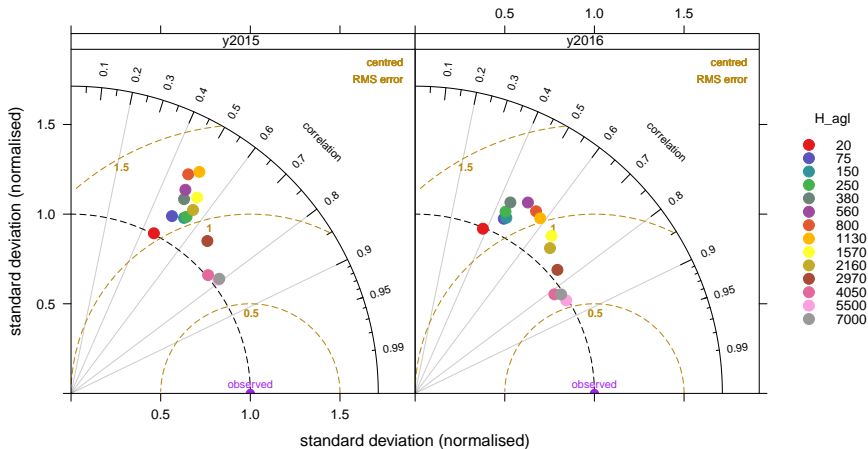 0.5 1.0 1.5
y2015 y2016
centred
RMS error
centred
RMS error
0.1 0.2 0.3 0.4 0.5 0.6 0.7 0.8 0.9 0.95 0.99
correlation
0.1 0.2 0.3 0.4 0.5 0.6 0.7 0.8 0.9 0.95 0.99
correlation
1.5
1
0.5
observed
1.5
1
0.5
observed
standard deviation (normalised)
1.5
1.0
0.5
0.5 1.0 1.5
standard deviation (normalised)
H_agl
20
75
150
250
380
560
800
1130
1570
2160
2970
4050
5500
7000